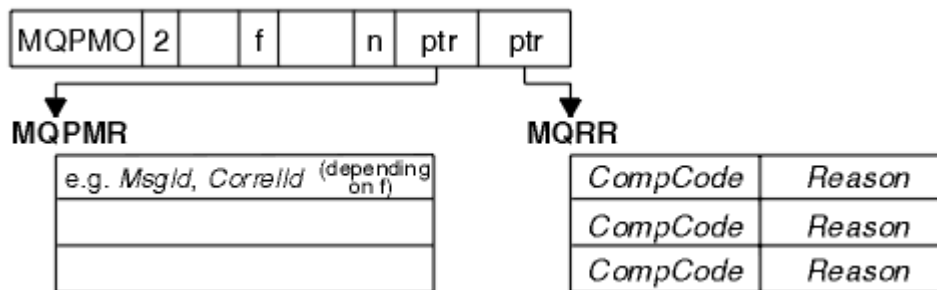 MQPMO 2 f n ptr ptr
MQPMR MQRR
e.g. MsgId, CorrelId (depending on f) CompCode Reason
CompCode Reason
CompCode Reason